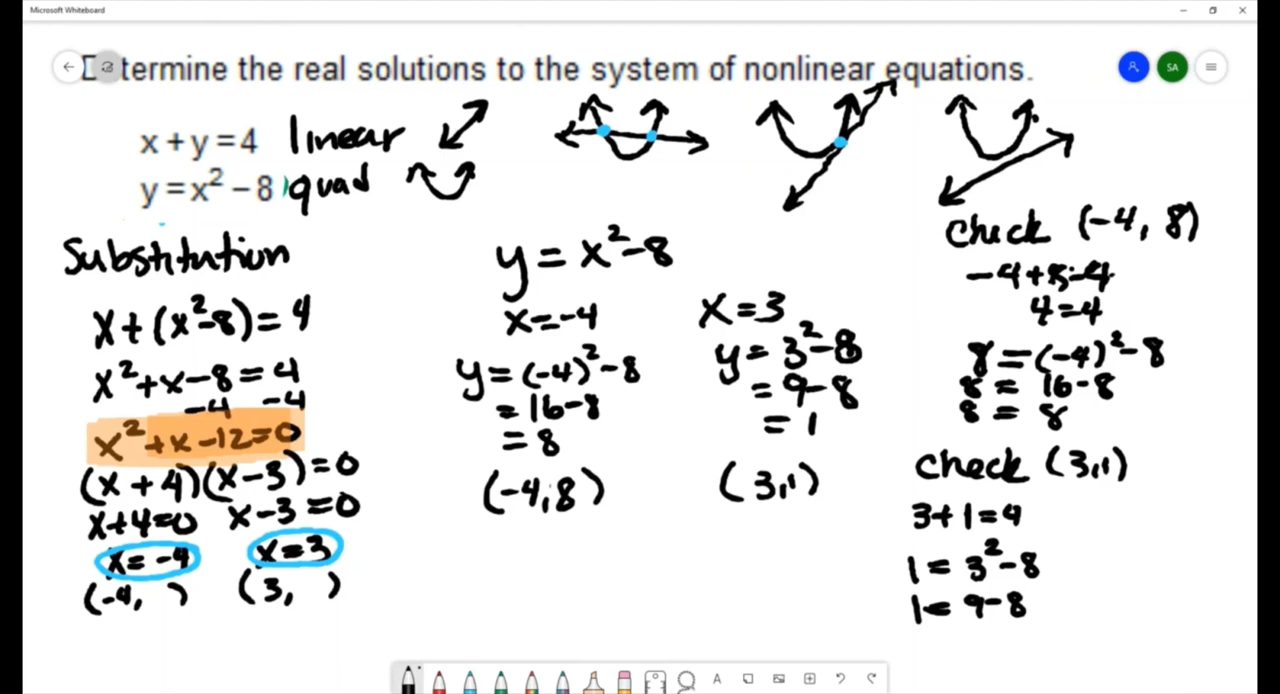 Microsoft Whiteboard
Determine the real solutions to the system of nonlinear equations.
SA
x + y = 4 linear
y = x² − 8 quad
Substitution
x + (x²−8) = 4
x² + x − 8 = 4
−4 −4
x² + x − 12 = 0
(x + 4)(x − 3) = 0
x + 4 = 0 x − 3 = 0
x = −4 x = 3
(−4, ) (3, )
y = x² − 8
x = −4
y = (−4)² − 8
= 16 − 8
= 8
(−4, 8)
x = 3
y = 3² − 8
= 9 − 8
= 1
(3, 1)
Check (−4, 8)
−4 + 8 = 4
4 = 4
8 = (−4)² − 8
8 = 16 − 8
8 = 8
Check (3, 1)
3 + 1 = 4
1 = 3² − 8
1 = 9 − 8